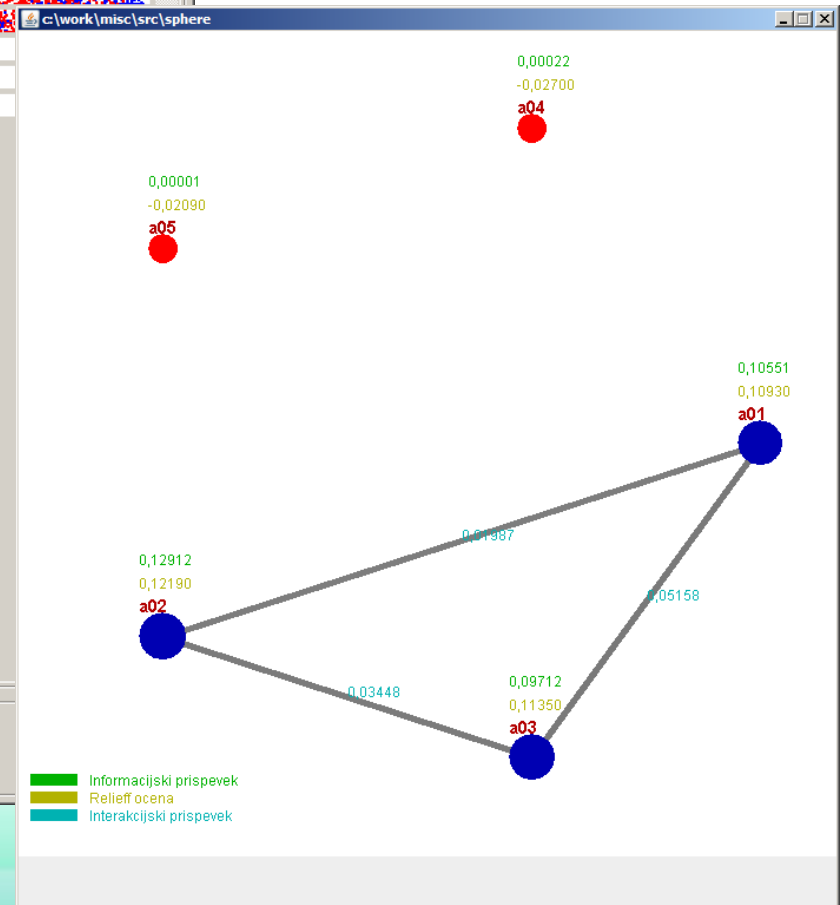 c:\work\misc\src\sphere
0,00022
-0,02700
a04
0,00001
-0,02090
a05
0,10551
0,10930
a01
0,01987
0,12912
0,12190
a02
0,05158
0,03448
0,09712
0,11350
a03
Informacijski prispevek
Relieff ocena
Interakcijski prispevek